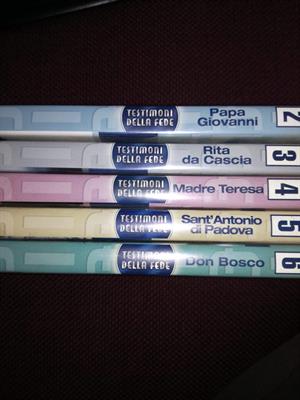 TESTIMONI
DELLA FEDE
Papa
Giovanni
2
TESTIMONI
DELLA FEDE
Rita
da Cascia
3
TESTIMONI
DELLA FEDE
Madre Teresa
4
TESTIMONI
DELLA FEDE
Sant'Antonio
di Padova
5
TESTIMONI
DELLA FEDE
Don Bosco
6